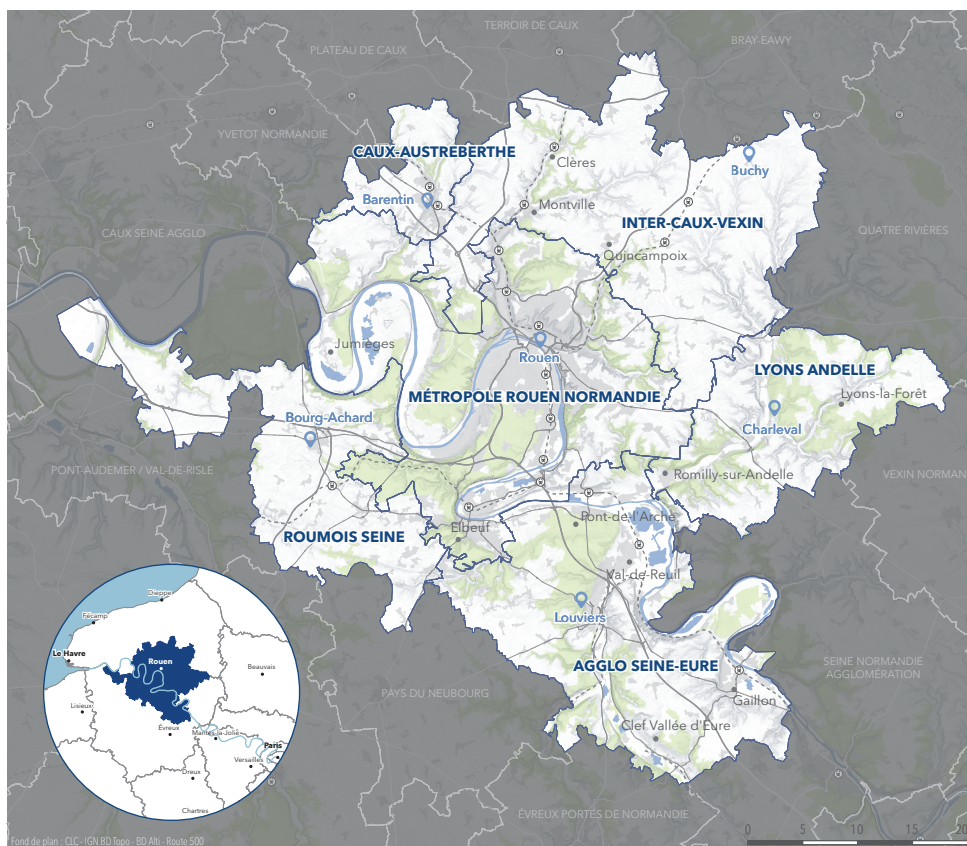 TERROIR DE CAUX
BRAY-EAWY
PLATEAU DE CAUX
YVETOT NORMANDIE
CAUX-AUSTREBERTHE
Clères
Buchy
Barentin
Montville
INTER-CAUX-VEXIN
CAUX SEINE AGGLO
QUATRE RIVIÈRES
Quincampoix
Jumièges
Rouen
LYONS ANDELLE
MÉTROPOLE ROUEN NORMANDIE
Lyons-la-Forêt
Bourg-Achard
Charleval
PONT-AUDEMER / VAL-DE-RISLE
Romilly-sur-Andelle
VEXIN NORMAN
Pont-de-l'Arche
Elbeuf
ROUMOIS SEINE
Val-de-Reuil
Louviers
AGGLO SEINE-EURE
SEINE NORMANDIE
AGGLOMÉRATION
PAYS DU NEUBOURG
Gaillon
Clef Vallée d'Eure
ÉVREUX PORTES DE NORMANDIE
Dieppe
Fécamp
Le Havre
Rouen
Beauvais
Lisieux
Évreux
Mantes-la-Jolie
Paris
Versailles
Dreux
Chartres
0 5 10 15 20
Fond de plan : CLC - IGN BD Topo - BD Alti - Route 500